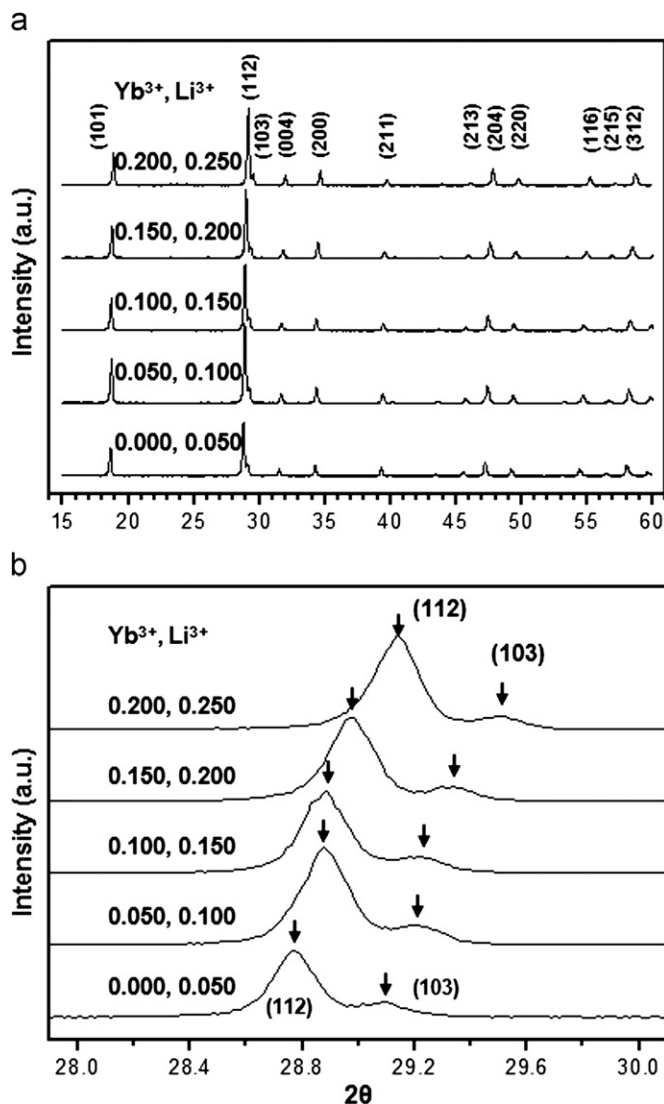 a
Yb³⁺, Li³⁺
(101)
(112)
(103)
(004)
(200)
(211)
(213)
(204)
(220)
(116)
(215)
(312)
0.200, 0.250
0.150, 0.200
0.100, 0.150
0.050, 0.100
0.000, 0.050
Intensity (a.u.)
15 20 25 30 35 40 45 50 55 60
b
Yb³⁺, Li³⁺
(112)
(103)
0.200, 0.250
0.150, 0.200
0.100, 0.150
0.050, 0.100
0.000, 0.050
(112)
(103)
Intensity (a.u.)
28.0 28.4 28.8 29.2 29.6 30.0
2θ